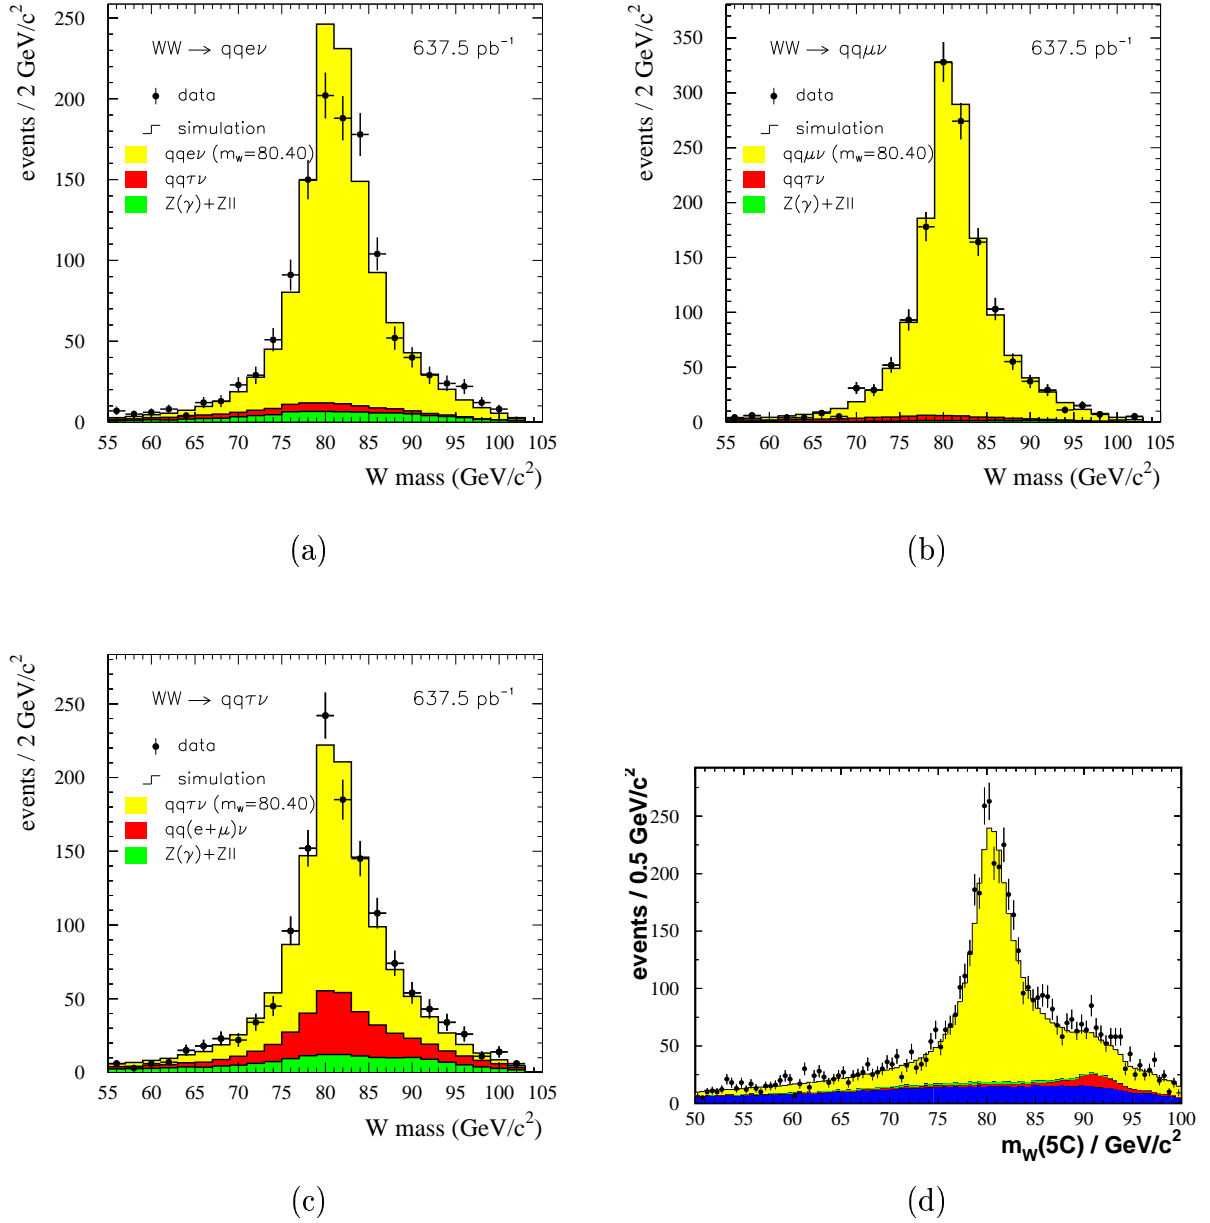 events / 2 GeV/c²
250
200
150
100
50
0
WW → qqeν 637.5 pb⁻¹
data
simulation
qqeν (m_w=80.40)
qqτν
Z(γ)+Zll
55 60 65 70 75 80 85 90 95 100 105
W mass (GeV/c²)
(a)
events / 2 GeV/c²
350
300
250
200
150
100
50
0
WW → qqμν 637.5 pb⁻¹
data
simulation
qqμν (m_w=80.40)
qqτν
Z(γ)+Zll
55 60 65 70 75 80 85 90 95 100 105
W mass (GeV/c²)
(b)
events / 2 GeV/c²
250
200
150
100
50
0
WW → qqτν 637.5 pb⁻¹
data
simulation
qqτν (m_w=80.40)
qq(e+μ)ν
Z(γ)+Zll
55 60 65 70 75 80 85 90 95 100 105
W mass (GeV/c²)
(c)
events / 0.5 GeV/c²
250
200
150
100
50
0
50 55 60 65 70 75 80 85 90 95 100
m_W(5C) / GeV/c²
(d)